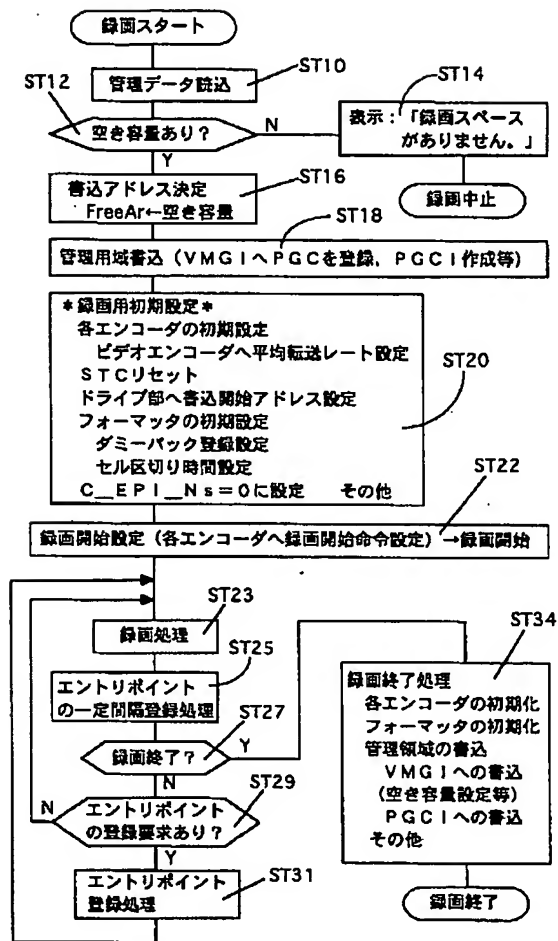 録画スタート
ST10
管理データ読込
ST12
空き容量あり？
N
Y
ST14
表示：「録画スペース
がありません。」
録画中止
書込アドレス決定
FreeAr←空き容量
ST16
ST18
管理用域書込（ＶＭＧＩへＰＧＣを登録，ＰＧＣＩ作成等）
＊録画用初期設定＊
各エンコーダの初期設定
ビデオエンコーダへ平均転送レート設定
ＳＴＣリセット
ドライブ部へ書込開始アドレス設定
フォーマッタの初期設定
ダミーパック登録設定
セル区切り時間設定
Ｃ＿ＥＰＩ＿Ｎｓ＝０に設定　その他
ST20
ST22
録画開始設定（各エンコーダへ録画開始命令設定）→録画開始
ST23
録画処理
ST25
エントリポイント
の一定間隔登録処理
ST27
録画終了？
Y
N
ST29
N
エントリポイント
の登録要求あり？
Y
エントリポイント
登録処理
ST31
ST34
録画終了処理
各エンコーダの初期化
フォーマッタの初期化
管理領域の書込
ＶＭＧＩへの書込
（空き容量設定等）
ＰＧＣＩへの書込
その他
録画終了